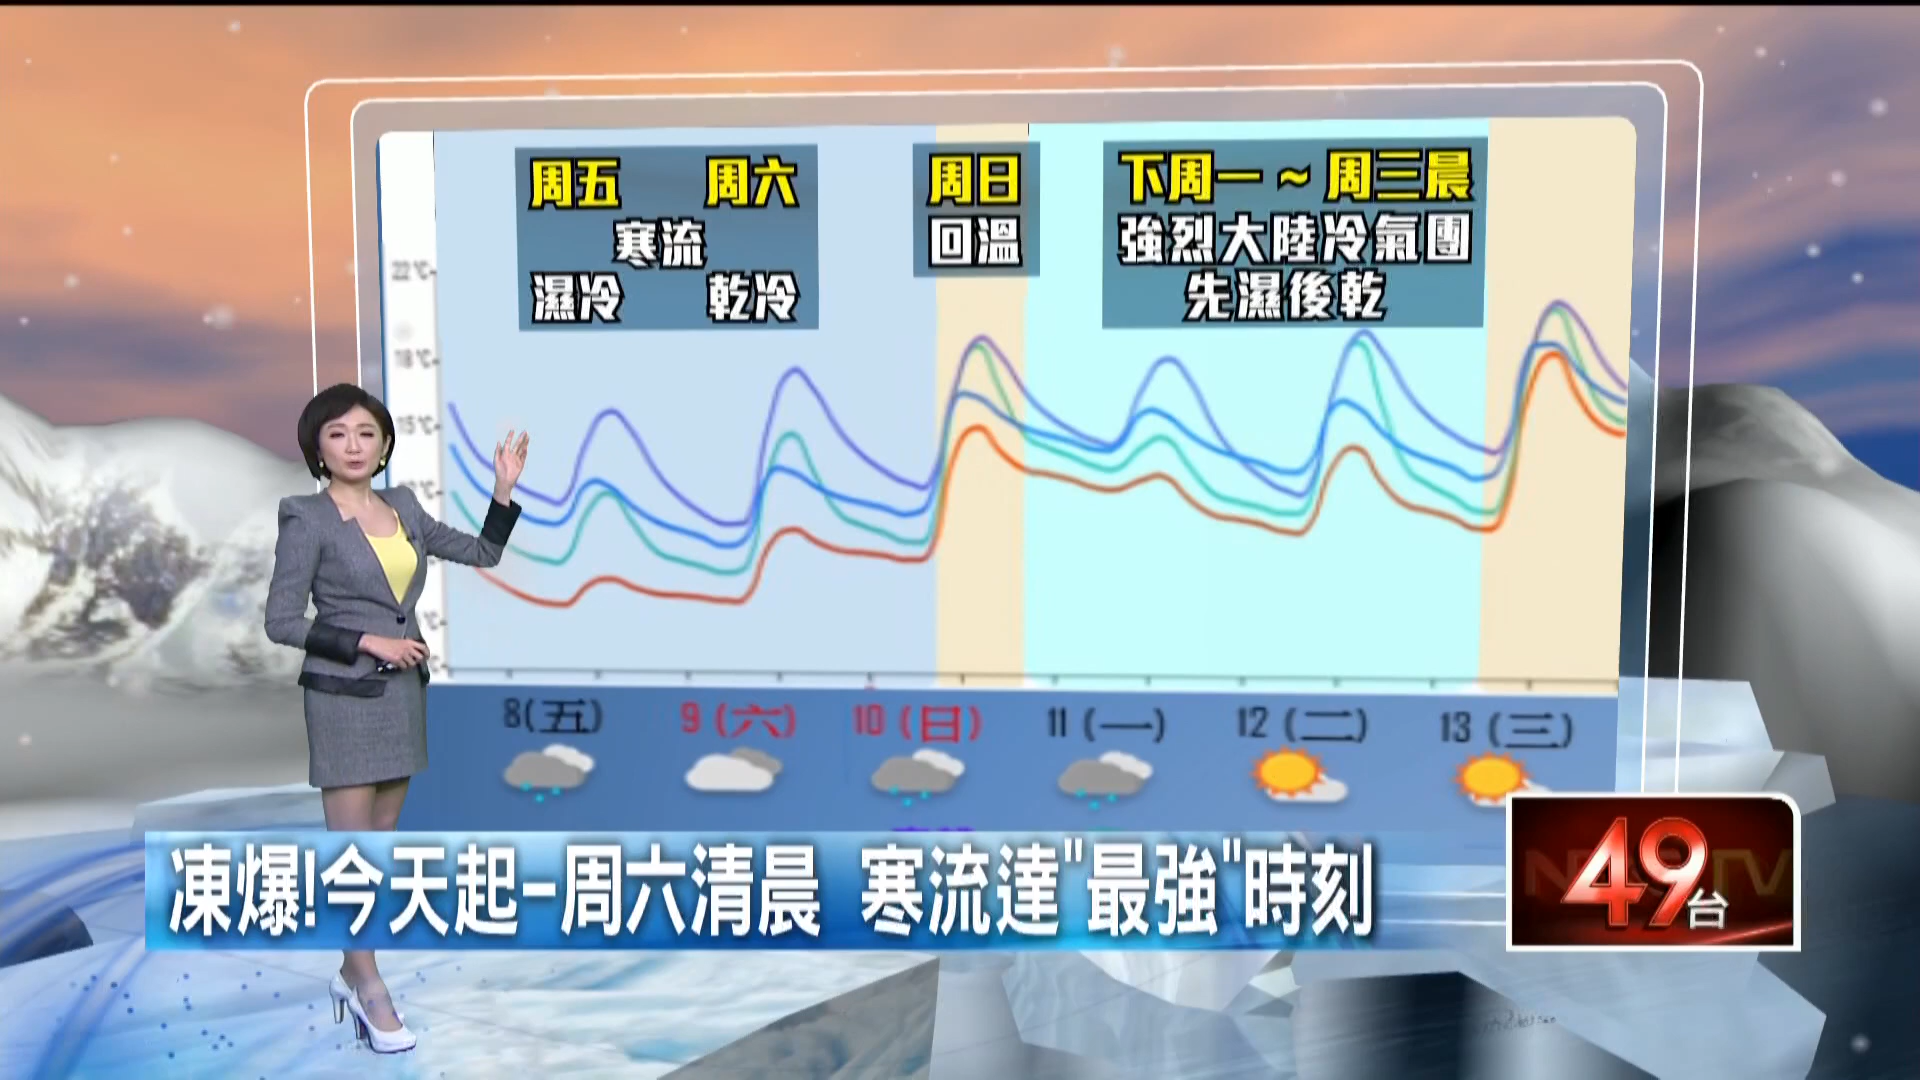 周五 周六
寒流
濕冷 乾冷
周日
回溫
下周一 ~ 周三晨
強烈大陸冷氣團
先濕後乾
22℃
18℃
15℃
8(五) 9(六) 10(日) 11(一) 12(二) 13(三)
凍爆!今天起-周六清晨 寒流達"最強"時刻
49台